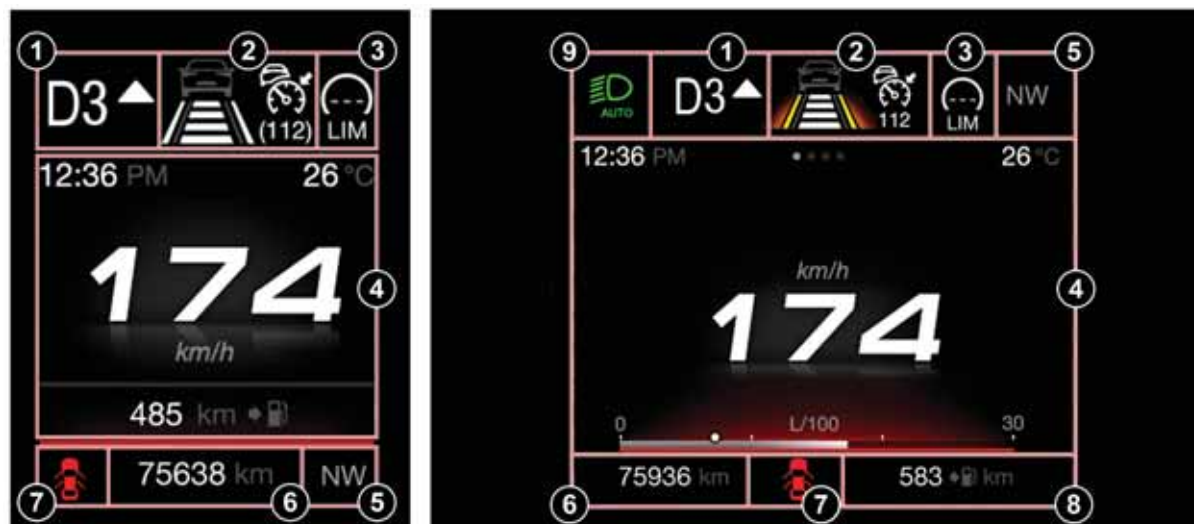 1 2 3
D3 (112) LIM
12:36 PM 26 °C
174
4
km/h
485 km
75638 km NW
7 6 5
9 1 2 3 5
AUTO D3 112 LIM NW
12:36 PM 26 °C
km/h
4
174
0 L/100 30
75936 km 583 km
6 7 8